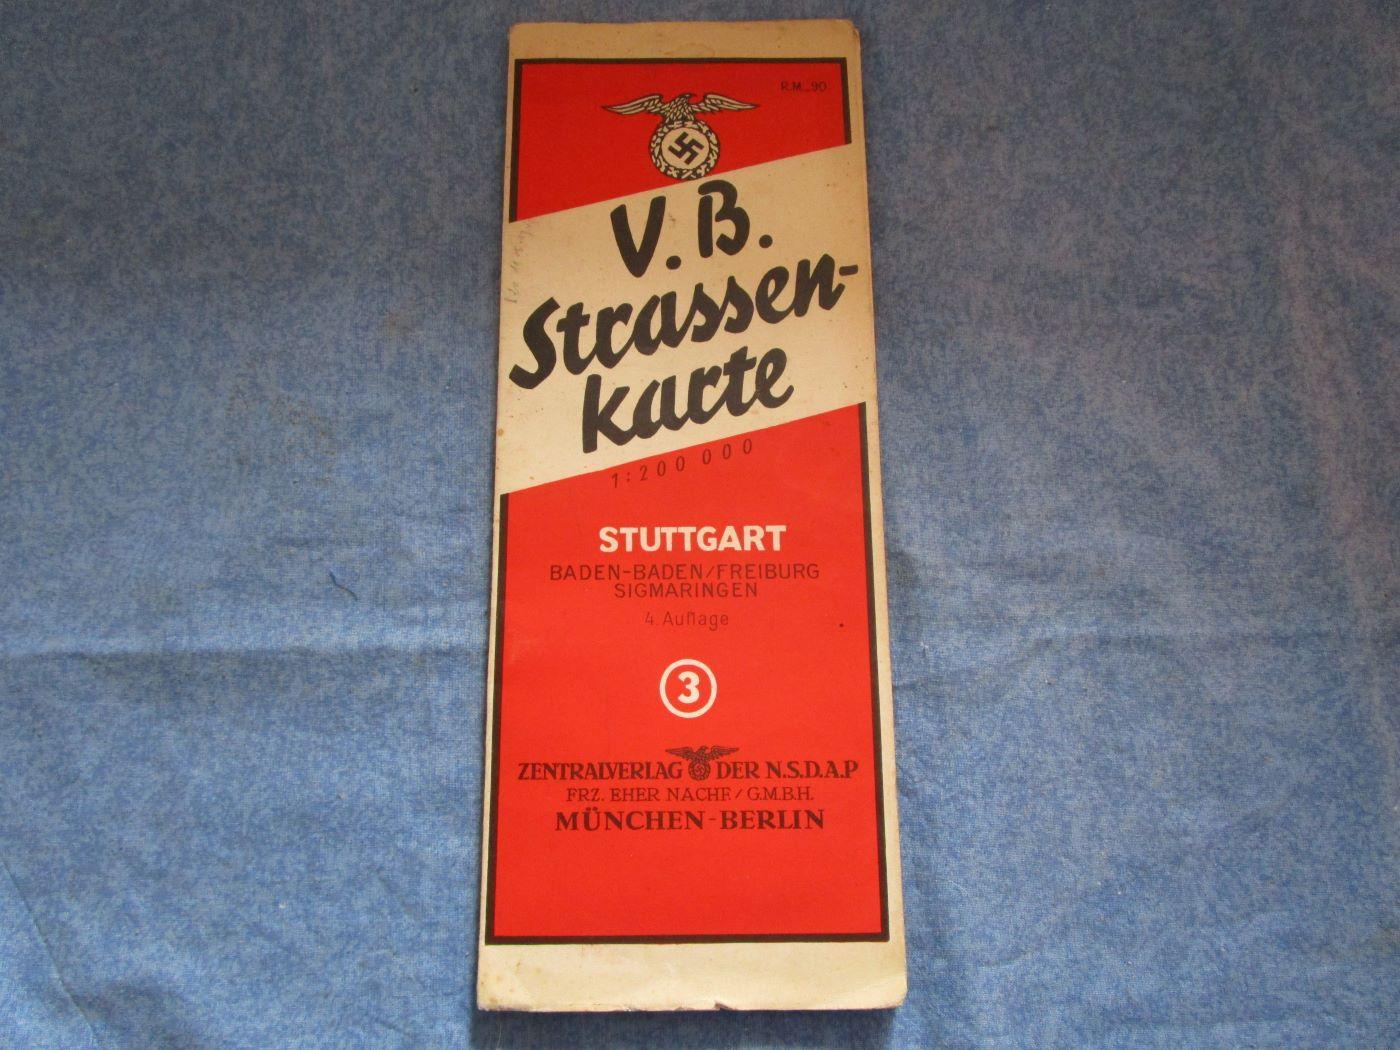 R.M. -.90
V. B.
Strassen-
karte
1:200 000
STUTTGART
BADEN-BADEN/FREIBURG
SIGMARINGEN
4. Auflage
3
ZENTRALVERLAG DER N.S.D.A.P
FRZ. EHER NACHF. / G.M.B.H.
MÜNCHEN-BERLIN